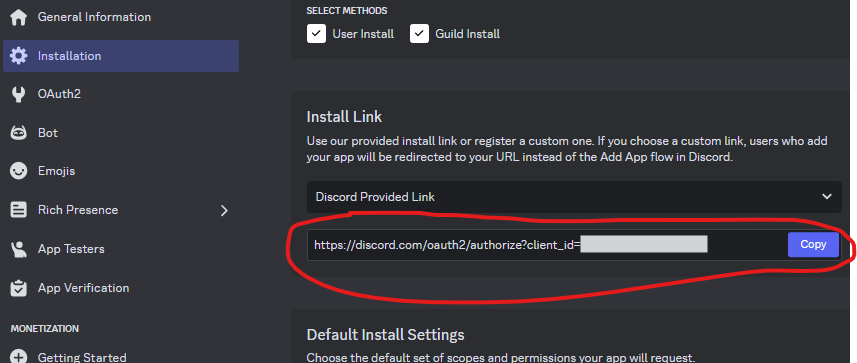 General Information
Installation
OAuth2
Bot
Emojis
Rich Presence
App Testers
App Verification
MONETIZATION
Getting Started
SELECT METHODS
User Install
Guild Install
Install Link
Use our provided install link or register a custom one. If you choose a custom link, users who add
your app will be redirected to your URL instead of the Add App flow in Discord.
Discord Provided Link
https://discord.com/oauth2/authorize?client_id=
Copy
Default Install Settings
Choose the default set of scopes and permissions your app will request.